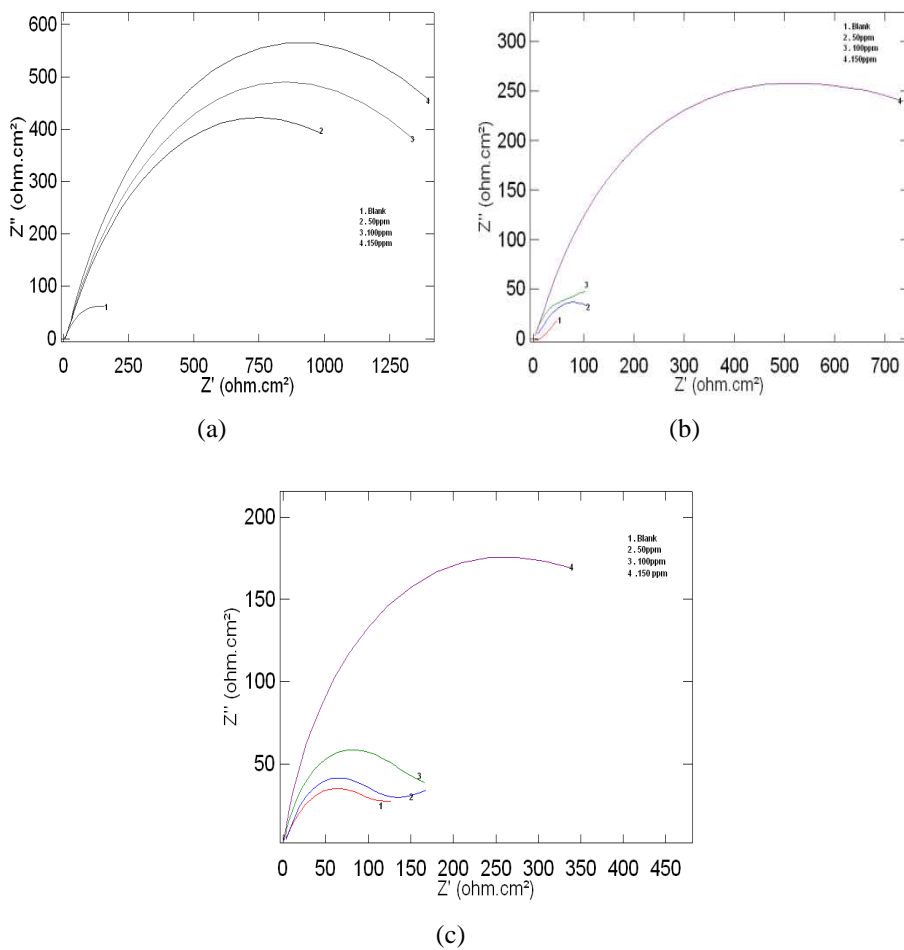 600
500
400
300
200
100
0
Z'' (ohm.cm²)
0 250 500 750 1000 1250
Z' (ohm.cm²)
1.Blank
2.50ppm
3.100ppm
4.150ppm
1
2
3
4
(a)
300
250
200
150
100
50
0
Z'' (ohm.cm²)
0 100 200 300 400 500 600 700
Z' (ohm.cm²)
1.Blank
2.50ppm
3.100ppm
4.150ppm
1
2
3
4
(b)
200
150
100
50
Z'' (ohm.cm²)
0 50 100 150 200 250 300 350 400 450
Z' (ohm.cm²)
1.Blank
2.50ppm
3.100ppm
4.150ppm
1
2
3
4
(c)